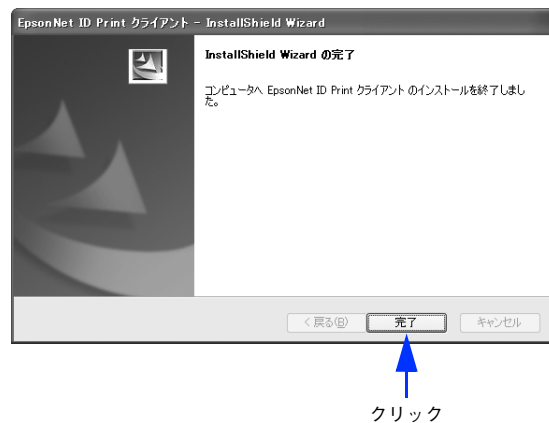 EpsonNet ID Print クライアント - InstallShield Wizard
InstallShield Wizard の完了
コンピュータへ EpsonNet ID Print クライアント のインストールを終了しまし
た。
< 戻る(B)
完了
キャンセル
クリック